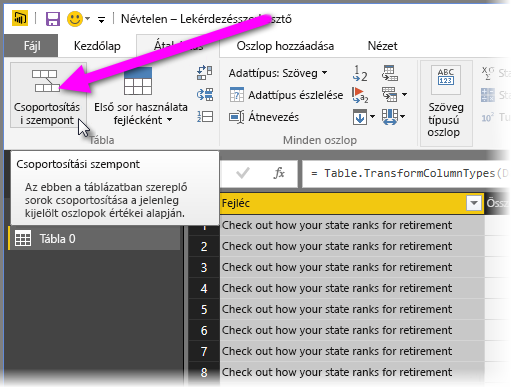 Névtelen – Lekérdezésszerkesztő
Fájl Kezdőlap Oszlop hozzáadása Nézet
Csoportosítás
i szempont
Első sor használata
fejlécként
Adattípus: Szöveg
Adattípus észlelése
Átnevezés
Szöveg
típusú
oszlop
Tábla
Minden oszlop
Csoportosítási szempont
Az ebben a táblázatban szereplő
sorok csoportosítása a jelenleg
kijelölt oszlopok értékei alapján.
Tábla 0
= Table.TransformColumnTypes(
Fejléc
1 Check out how your state ranks for retirement
2 Check out how your state ranks for retirement
3 Check out how your state ranks for retirement
4 Check out how your state ranks for retirement
5 Check out how your state ranks for retirement
6 Check out how your state ranks for retirement
7 Check out how your state ranks for retirement
8 Check out how your state ranks for retirement